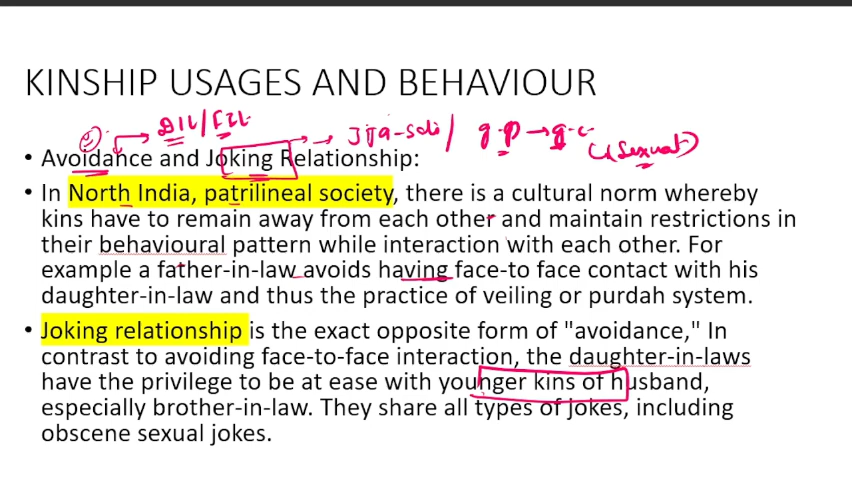 KINSHIP USAGES AND BEHAVIOUR
DIL/FIL
Jija-Sali/ g.p → g.c
(Sexual)
• Avoidance and Joking Relationship:
• In North India, patrilineal society, there is a cultural norm whereby
kins have to remain away from each other and maintain restrictions in
their behavioural pattern while interaction with each other. For
example a father-in-law avoids having face-to face contact with his
daughter-in-law and thus the practice of veiling or purdah system.
• Joking relationship is the exact opposite form of "avoidance," In
contrast to avoiding face-to-face interaction, the daughter-in-laws
have the privilege to be at ease with younger kins of husband,
especially brother-in-law. They share all types of jokes, including
obscene sexual jokes.